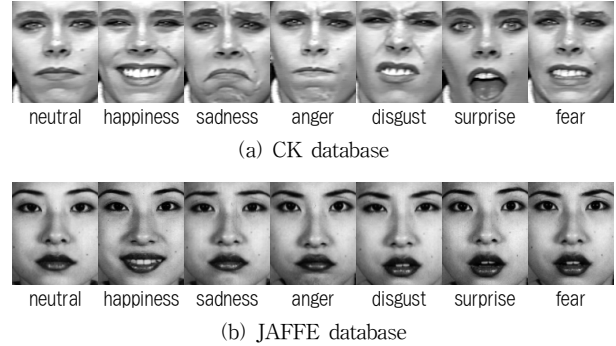 neutral happiness sadness anger disgust surprise fear
(a) CK database
neutral happiness sadness anger disgust surprise fear
(b) JAFFE database